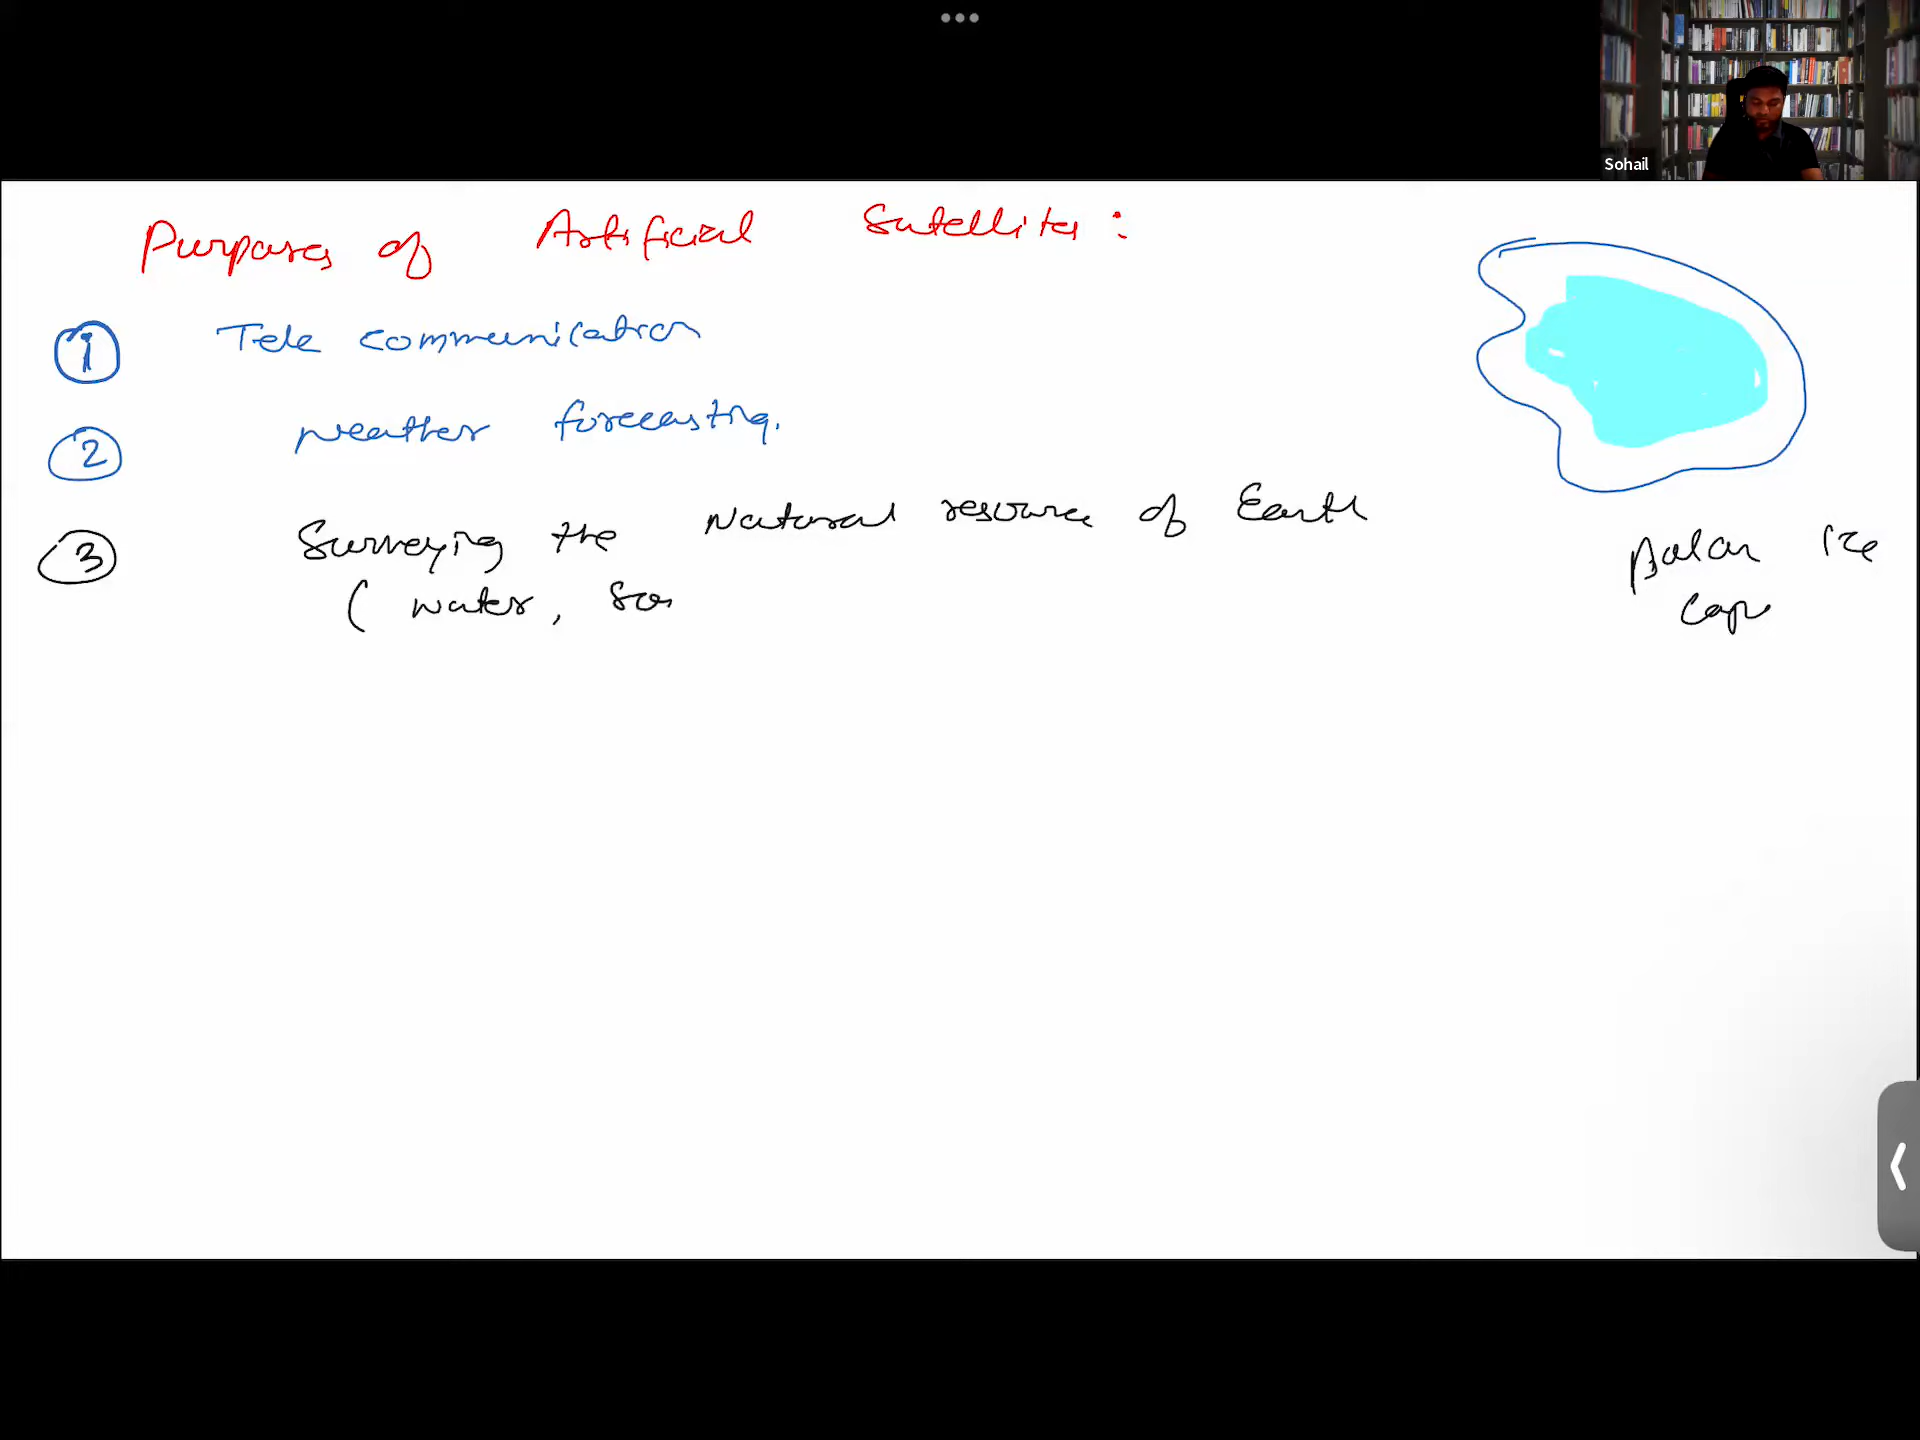 Sohail
Purposes of Artificial Satellites :
1 Tele communication
2 weather forecasting.
3 Surveying the Natural resource of Earth
( water, so
Polar ice
cap